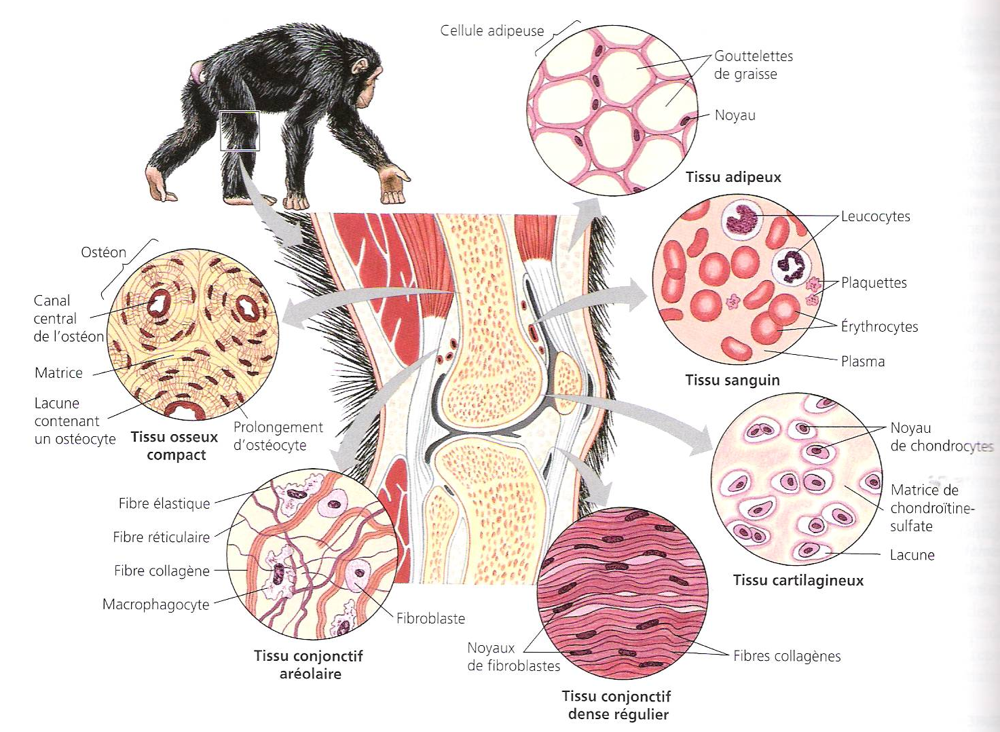 Cellule adipeuse
Gouttelettes
de graisse
Noyau
Tissu adipeux
Leucocytes
Plaquettes
Érythrocytes
Plasma
Tissu sanguin
Ostéon
Canal
central
de l'ostéon
Matrice
Lacune
contenant
un ostéocyte
Tissu osseux
compact
Prolongement
d'ostéocyte
Noyau
de chondrocytes
Matrice de
chondroïtine-
sulfate
Lacune
Tissu cartilagineux
Fibre élastique
Fibre réticulaire
Fibre collagène
Macrophagocyte
Fibroblaste
Tissu conjonctif
aréolaire
Noyaux
de fibroblastes
Fibres collagènes
Tissu conjonctif
dense régulier